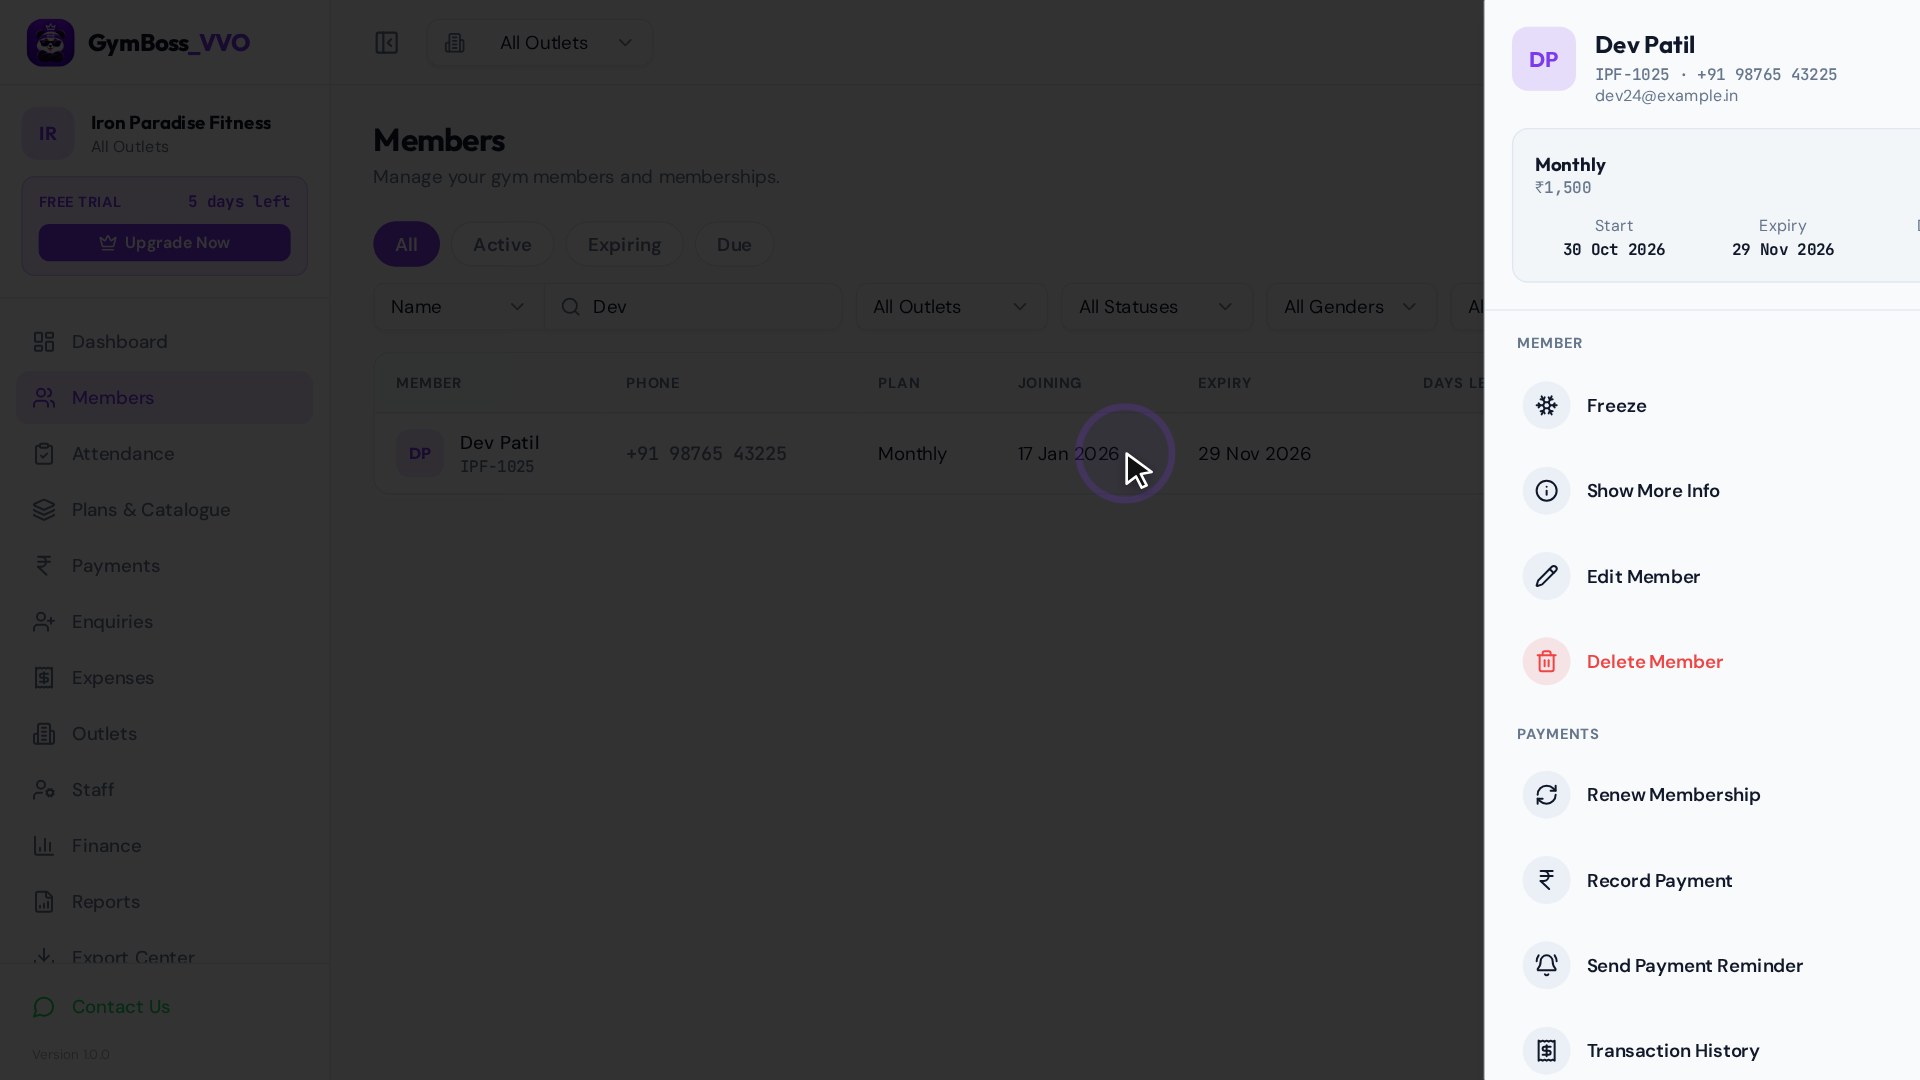 GymBoss_VVO
All Outlets
IR
Iron Paradise Fitness
All Outlets
FREE TRIAL
5 days left
Upgrade Now
Dashboard
Members
Attendance
Plans & Catalogue
Payments
Enquiries
Expenses
Outlets
Staff
Finance
Reports
Export Center
Contact Us
Version 1.0.0
Members
Manage your gym members and memberships.
All
Active
Expiring
Due
Name
Dev
All Outlets
All Statuses
All Genders
MEMBER
PHONE
PLAN
JOINING
EXPIRY
DP
Dev Patil
IPF-1025
+91 98765 43225
Monthly
17 Jan 2026
29 Nov 2026
DP
Dev Patil
IPF-1025 · +91 98765 43225
dev24@example.in
Monthly
₹1,500
Start
Expiry
30 Oct 2026
29 Nov 2026
MEMBER
Freeze
Show More Info
Edit Member
Delete Member
PAYMENTS
Renew Membership
Record Payment
Send Payment Reminder
Transaction History